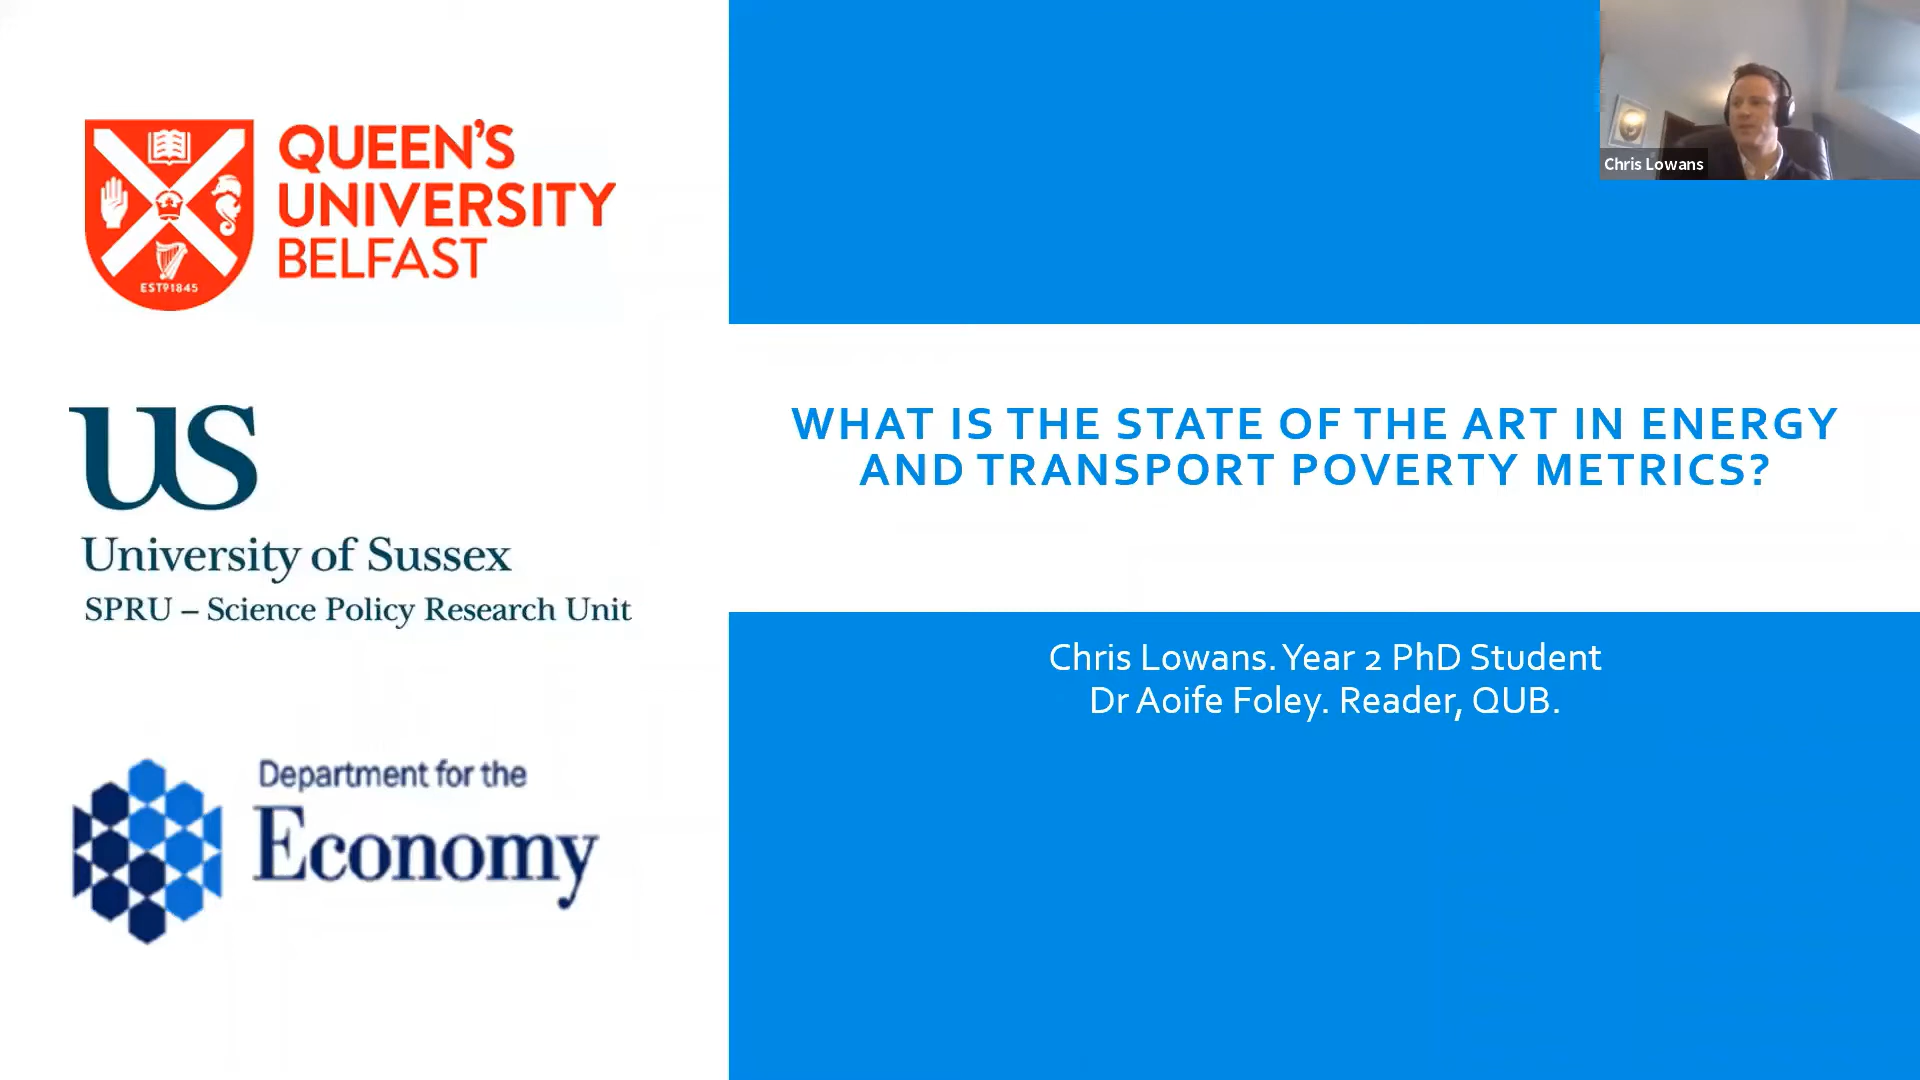 QUEEN'S
UNIVERSITY
BELFAST
ESTD 1845
US
University of Sussex
SPRU – Science Policy Research Unit
Department for the
Economy
Chris Lowans
WHAT IS THE STATE OF THE ART IN ENERGY
AND TRANSPORT POVERTY METRICS?
Chris Lowans. Year 2 PhD Student
Dr Aoife Foley. Reader, QUB.